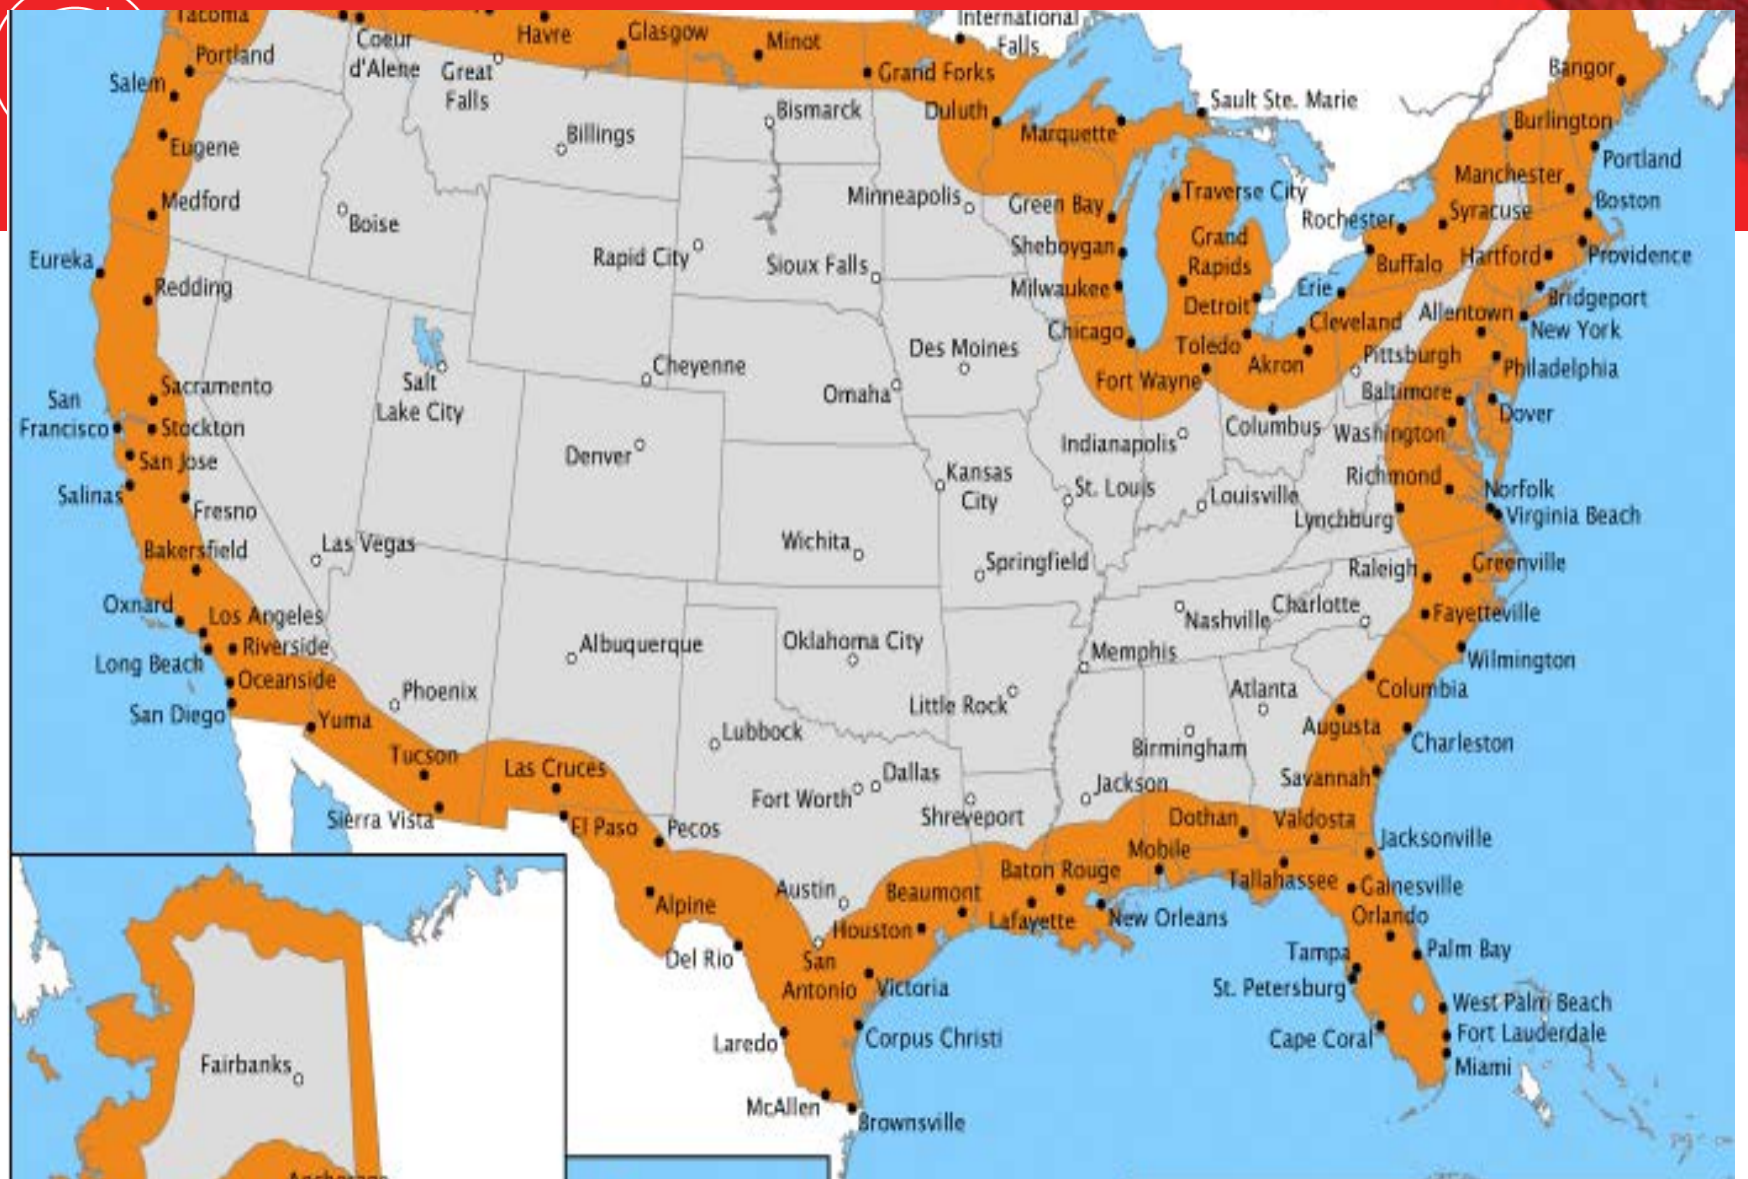 Tacoma
Portland
Salem
Eugene
Medford
Eureka
Redding
Coeur
d'Alene
Great
Falls
Havre
Glasgow
Minot
Grand Forks
International
Falls
Duluth
Bismarck
Billings
Boise
Rapid City
Sioux Falls
Minneapolis
Marquette
Sault Ste. Marie
Green Bay
Sheboygan
Milwaukee
Chicago
Traverse City
Grand
Rapids
Detroit
Toledo
Fort Wayne
Akron
Cleveland
Erie
Buffalo
Rochester
Syracuse
Bangor
Burlington
Portland
Manchester
Boston
Hartford
Providence
Bridgeport
Allentown
New York
Pittsburgh
Philadelphia
Baltimore
Dover
Washington
Columbus
Indianapolis
Richmond
Norfolk
Virginia Beach
Lynchburg
Louisville
St. Louis
Kansas
City
Des Moines
Omaha
Cheyenne
Salt
Lake City
Denver
Sacramento
San
Francisco
Stockton
San Jose
Salinas
Fresno
Las Vegas
Bakersfield
Oxnard
Los Angeles
Riverside
Long Beach
Oceanside
San Diego
Yuma
Phoenix
Tucson
Sierra Vista
Albuquerque
Las Cruces
El Paso
Pecos
Alpine
Del Rio
Wichita
Springfield
Oklahoma City
Little Rock
Lubbock
Fort Worth
Dallas
Shreveport
Nashville
Memphis
Charlotte
Raleigh
Greenville
Fayetteville
Wilmington
Columbia
Atlanta
Augusta
Charleston
Birmingham
Savannah
Jackson
Dothan
Valdosta
Jacksonville
Mobile
Tallahassee
Gainesville
Baton Rouge
Beaumont
Lafayette
New Orleans
Austin
Houston
San
Antonio
Victoria
Corpus Christi
Laredo
McAllen
Brownsville
Orlando
Tampa
Palm Bay
St. Petersburg
West Palm Beach
Cape Coral
Fort Lauderdale
Miami
Fairbanks
Anchorage